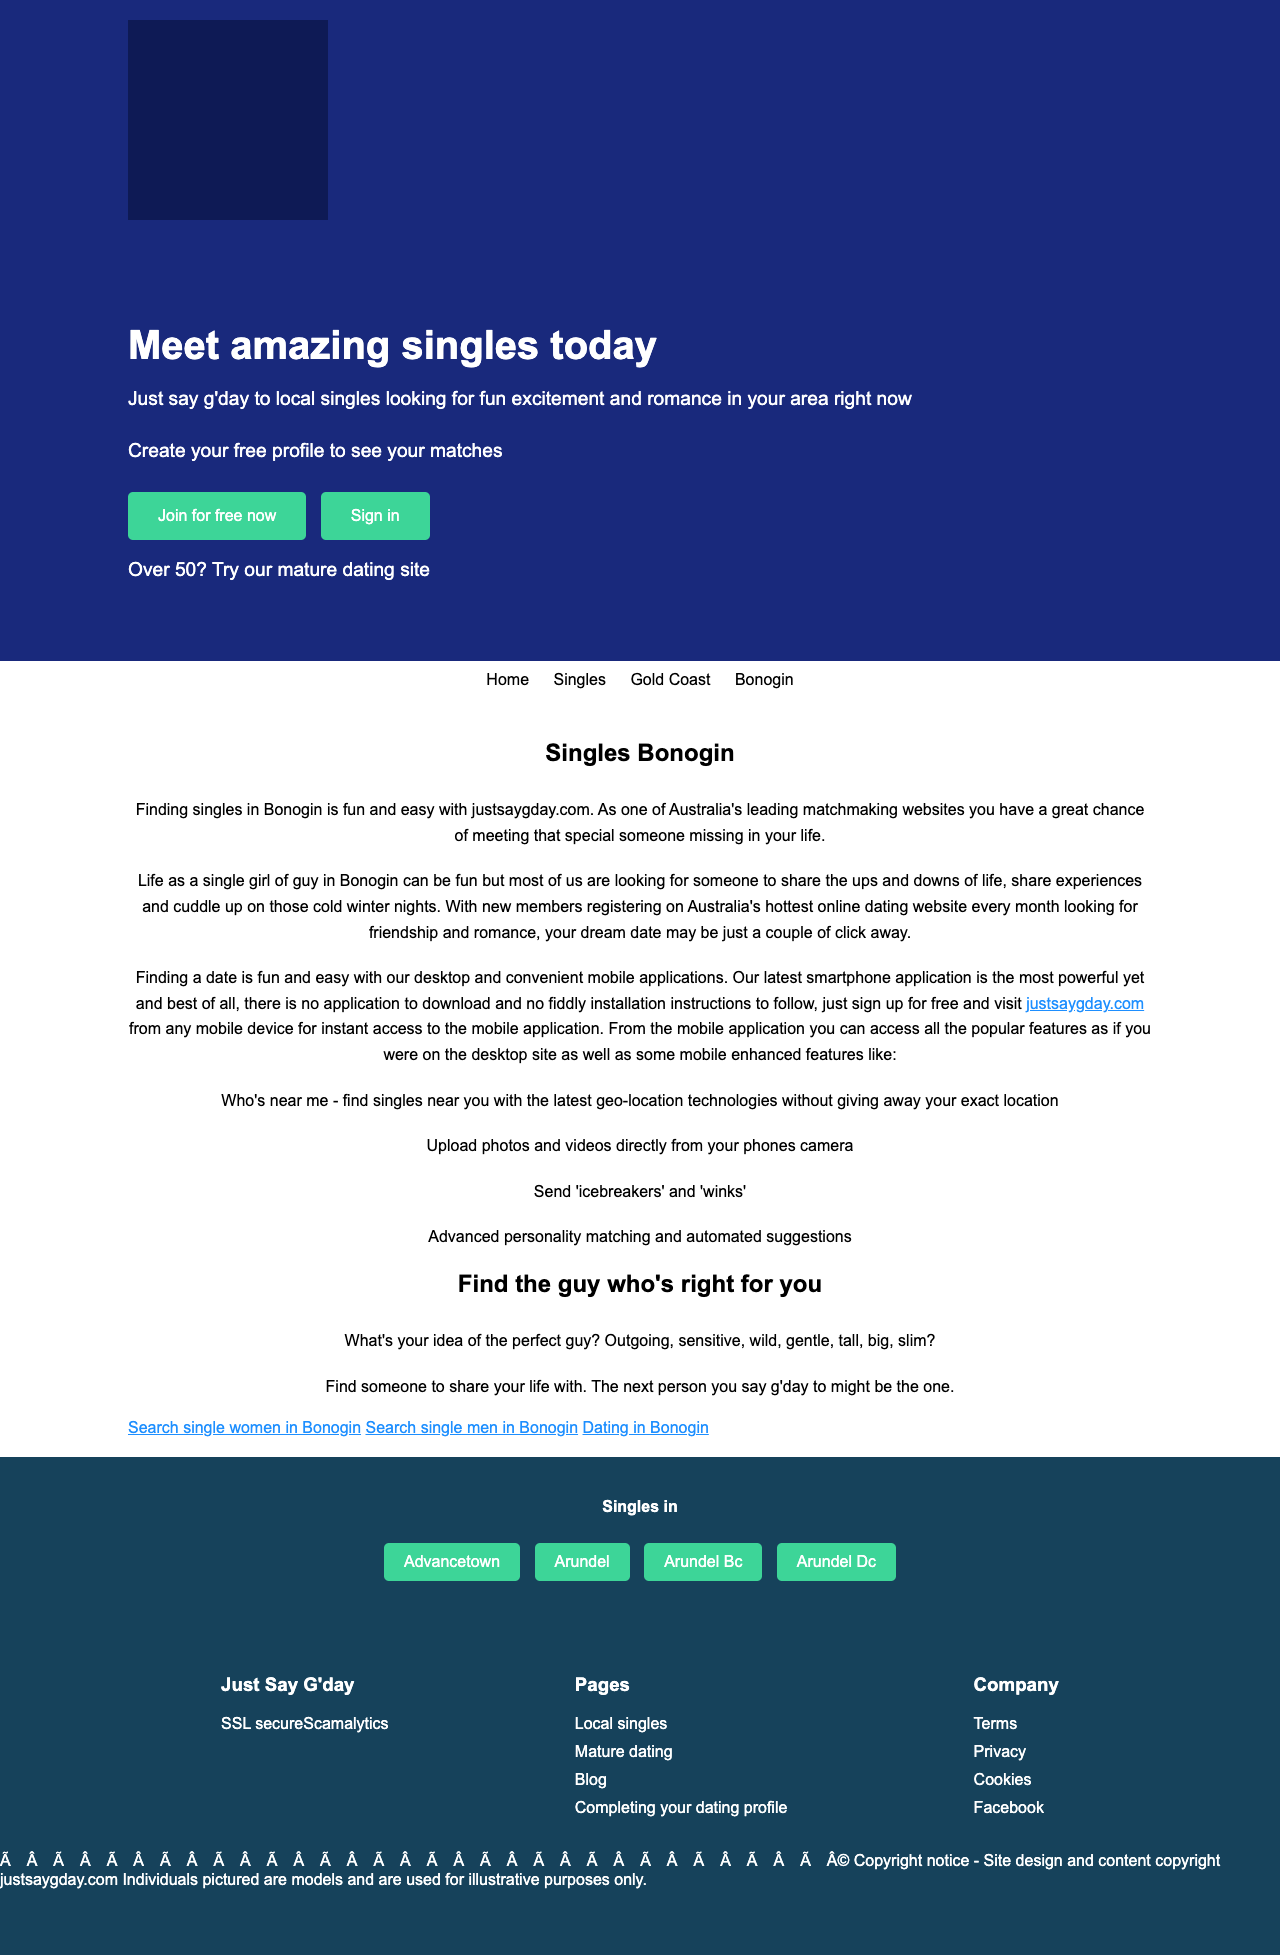 Meet amazing singles today
Just say g'day to local singles looking for fun excitement and romance in your area right now
Create your free profile to see your matches
Join for free now Sign in
Over 50? Try our mature dating site
Home Singles Gold Coast Bonogin
Singles Bonogin
Finding singles in Bonogin is fun and easy with justsaygday.com. As one of Australia's leading matchmaking websites you have a great chance
of meeting that special someone missing in your life.
Life as a single girl of guy in Bonogin can be fun but most of us are looking for someone to share the ups and downs of life, share experiences
and cuddle up on those cold winter nights. With new members registering on Australia's hottest online dating website every month looking for
friendship and romance, your dream date may be just a couple of click away.
Finding a date is fun and easy with our desktop and convenient mobile applications. Our latest smartphone application is the most powerful yet
and best of all, there is no application to download and no fiddly installation instructions to follow, just sign up for free and visit justsaygday.com
from any mobile device for instant access to the mobile application. From the mobile application you can access all the popular features as if you
were on the desktop site as well as some mobile enhanced features like:
Who's near me - find singles near you with the latest geo-location technologies without giving away your exact location
Upload photos and videos directly from your phones camera
Send 'icebreakers' and 'winks'
Advanced personality matching and automated suggestions
Find the guy who's right for you
What's your idea of the perfect guy? Outgoing, sensitive, wild, gentle, tall, big, slim?
Find someone to share your life with. The next person you say g'day to might be the one.
Search single women in Bonogin Search single men in Bonogin Dating in Bonogin
Singles in
Advancetown Arundel Arundel Bc Arundel Dc
Just Say G'day
SSL secureScamalytics
Pages
Local singles
Mature dating
Blog
Completing your dating profile
Company
Terms
Privacy
Cookies
Facebook
Ã Â Ã Â Ã Â Ã Â Ã Â Ã Â Ã Â Ã Â Ã Â Ã Â Ã Â Ã Â Ã Â Ã Â Ã Â Ã Â© Copyright notice - Site design and content copyright
justsaygday.com Individuals pictured are models and are used for illustrative purposes only.